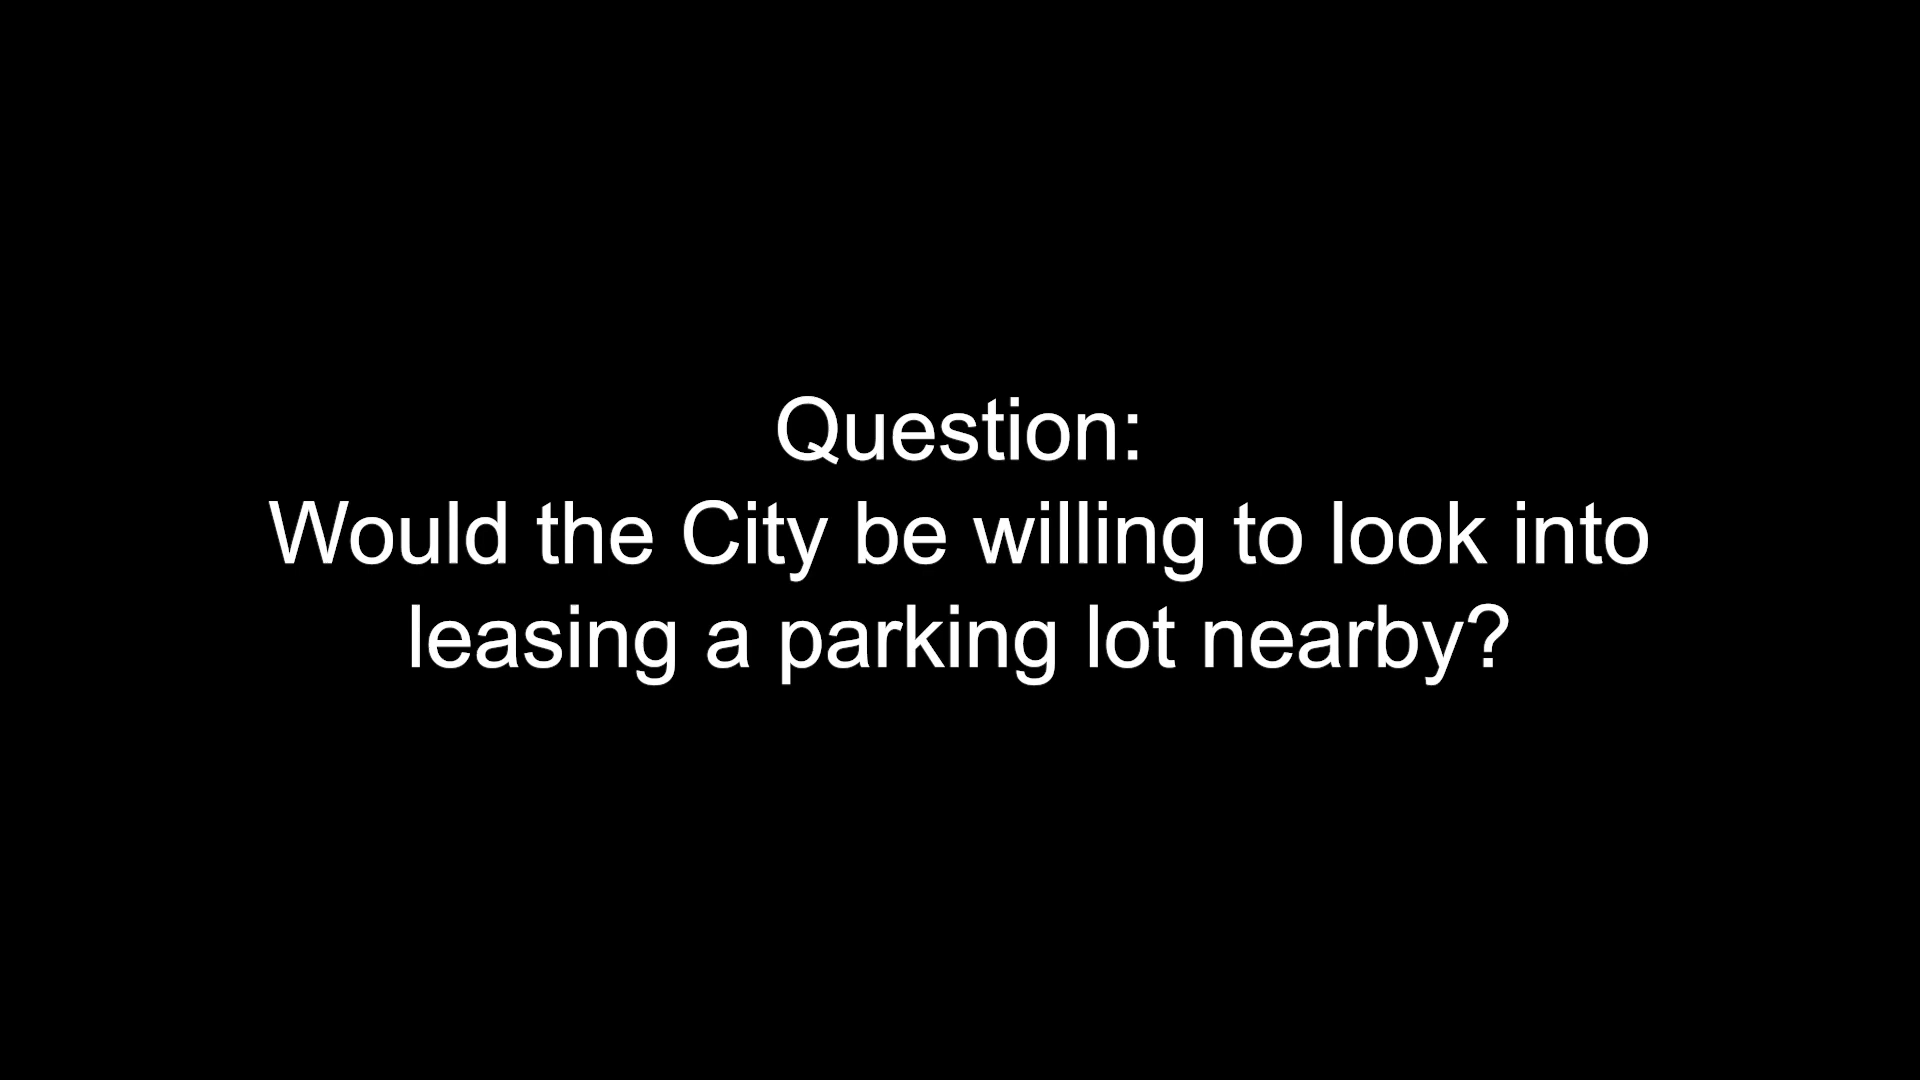 Question:
Would the City be willing to look into
leasing a parking lot nearby?